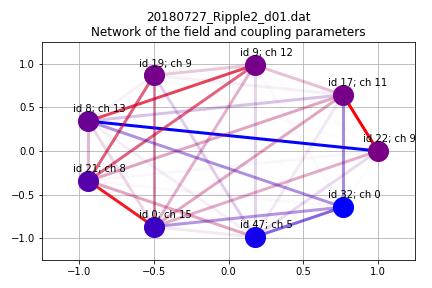 20180727_Ripple2_d01.dat
Network of the field and coupling parameters
id 9; ch 12
id 19; ch 9
1.0
id 17; ch 11
0.5
id 8; ch 13
id 22; ch 9
0.0
id 21; ch 8
-0.5
id 32; ch 0
id 0; ch 15
id 47; ch 5
-1.0
-1.0 -0.5 0.0 0.5 1.0